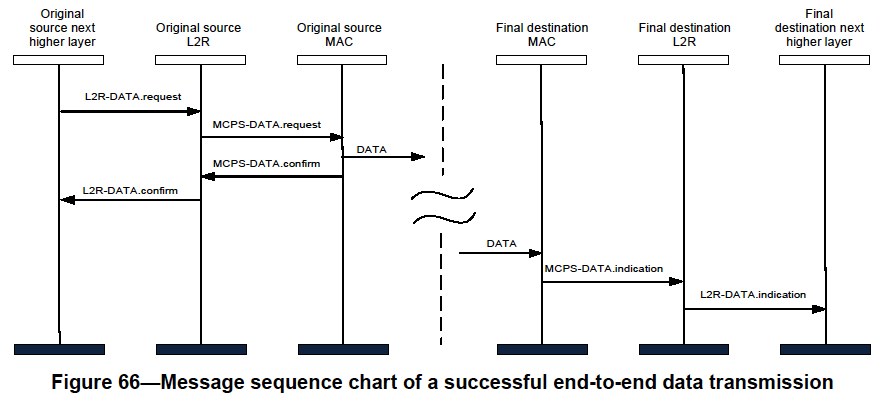 Original
source next
higher layer
Original source
L2R
Original source
MAC
Final destination
MAC
Final destination
L2R
Final
destination next
higher layer
L2R-DATA.request
MCPS-DATA.request
DATA
MCPS-DATA.confirm
L2R-DATA.confirm
DATA
MCPS-DATA.indication
L2R-DATA.indication
Figure 66—Message sequence chart of a successful end-to-end data transmission